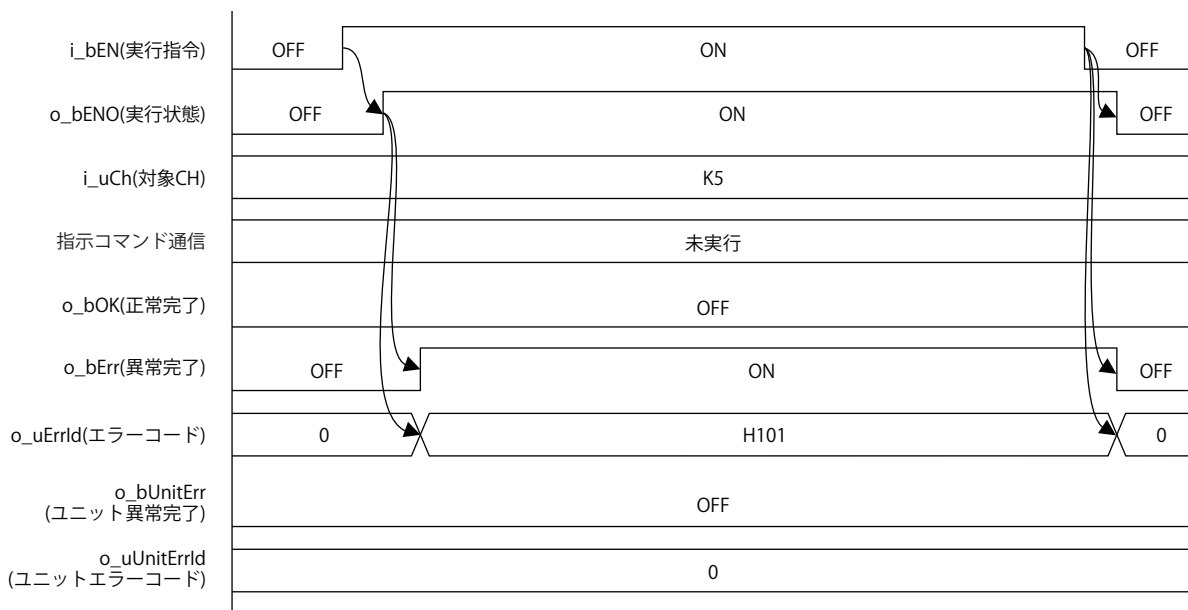 i_bEN(実行指令)
OFF
ON
OFF
o_bENO(実行状態)
OFF
ON
OFF
i_uCh(対象CH)
K5
指示コマンド通信
未実行
o_bOK(正常完了)
OFF
o_bErr(異常完了)
OFF
ON
OFF
o_uErrId(エラーコード)
0
H101
0
o_bUnitErr
(ユニット異常完了)
OFF
o_uUnitErrId
(ユニットエラーコード)
0